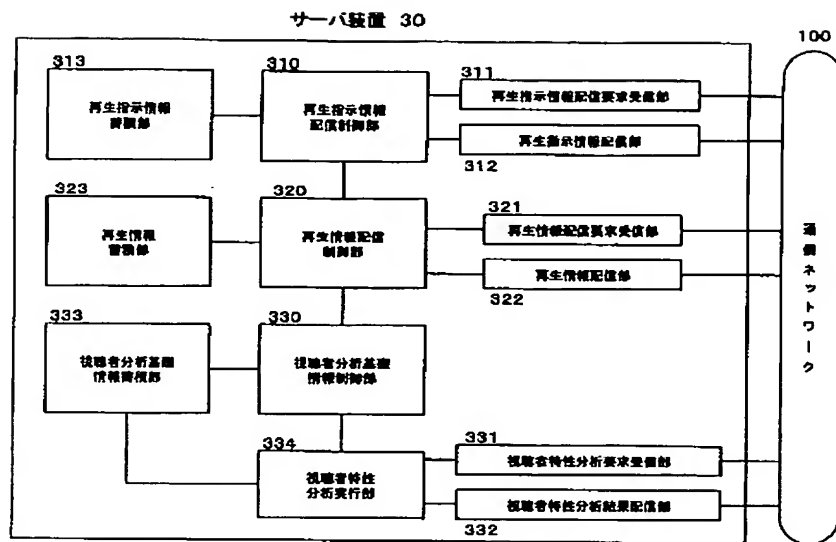 サーバ装置 30
100
313
再生指示情報
蓄積部
310
再生指示情報
配信制御部
311
再生指示情報配信要求受信部
再生指示情報配信部
312
323
再生情報
蓄積部
320
再生情報配信
制御部
321
再生情報配信要求受信部
再生情報配信部
322
333
視聴者分析基礎
情報蓄積部
330
視聴者分析基礎
情報制御部
334
視聴者特性
分析実行部
331
視聴者特性分析要求受信部
視聴者特性分析結果配信部
332
通信ネットワーク